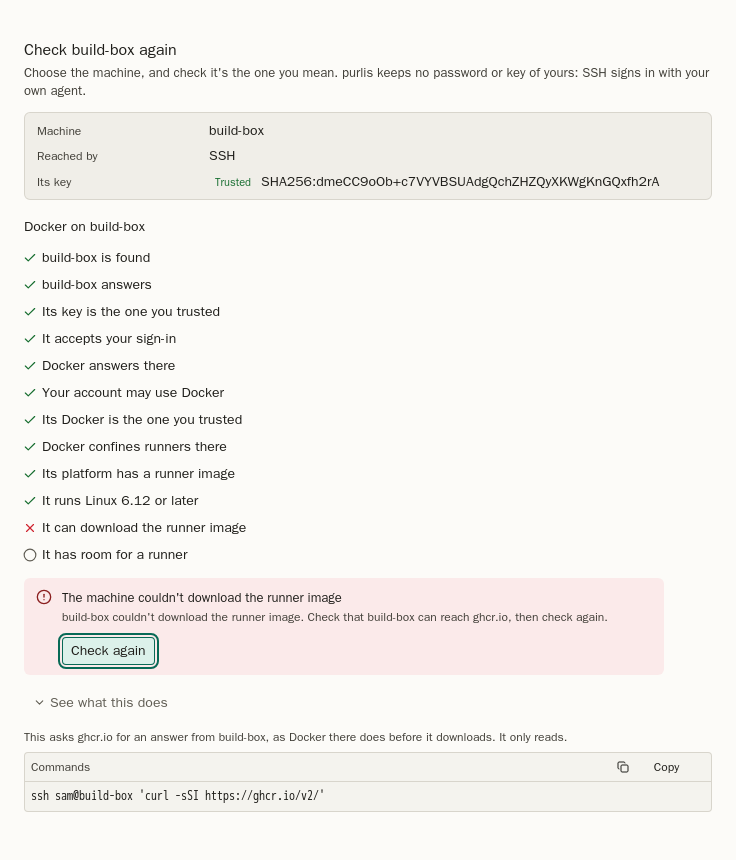 Check build-box again
Choose the machine, and check it's the one you mean. purlis keeps no password or key of yours: SSH signs in with your
own agent.
Machine build-box
Reached by SSH
Its key Trusted SHA256:dmeCC9oOb+c7VYVBSUAdgQchZHZQyXKWgKnGQxfh2rA
Docker on build-box
build-box is found
build-box answers
Its key is the one you trusted
It accepts your sign-in
Docker answers there
Your account may use Docker
Its Docker is the one you trusted
Docker confines runners there
Its platform has a runner image
It runs Linux 6.12 or later
It can download the runner image
It has room for a runner
The machine couldn't download the runner image
build-box couldn't download the runner image. Check that build-box can reach ghcr.io, then check again.
Check again
See what this does
This asks ghcr.io for an answer from build-box, as Docker there does before it downloads. It only reads.
Commands Copy
ssh sam@build-box 'curl -sSI https://ghcr.io/v2/'